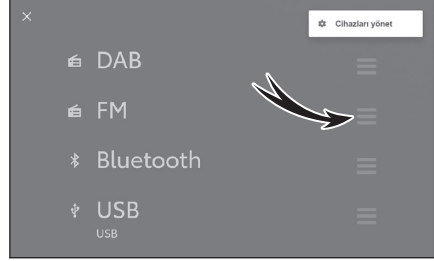 Cihazları yönet
DAB
FM
Bluetooth
USB
USB